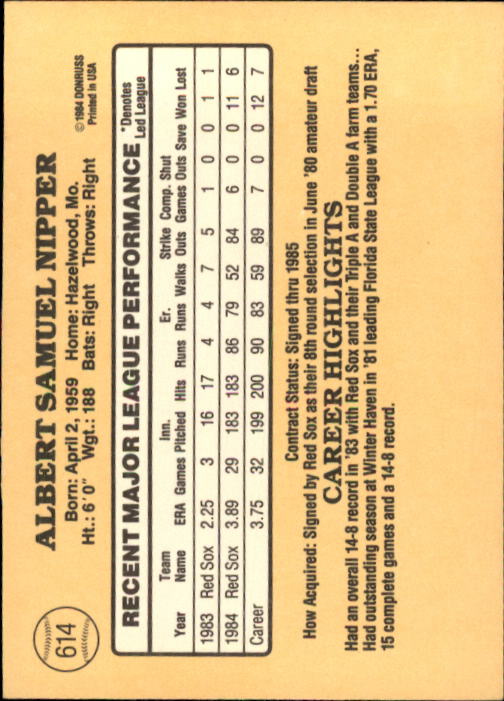 614
ALBERT SAMUEL NIPPER
Born: April 2, 1959 Home: Hazelwood, Mo.
Ht.: 6'0" Wgt.: 188 Bats: Right Throws: Right
©1984 DONRUSS
Printed in USA
RECENT MAJOR LEAGUE PERFORMANCE *Denotes
Led League
Team Inn. Er. Strike Comp. Shut
Year Name ERA Games Pitched Hits Runs Runs Walks Outs Games Outs Save Won Lost
1983 Red Sox 2.25 3 16 17 4 4 7 5 1 0 0 1 1
1984 Red Sox 3.89 29 183 183 86 79 52 84 6 0 0 11 6
Career 3.75 32 199 200 90 83 59 89 7 0 0 12 7
Contract Status: Signed thru 1985
How Acquired: Signed by Red Sox as their 8th round selection in June '80 amateur draft
CAREER HIGHLIGHTS
Had an overall 14-8 record in '83 with Red Sox and their Triple A and Double A farm teams...
Had outstanding season at Winter Haven in '81 leading Florida State League with a 1.70 ERA,
15 complete games and a 14-8 record.